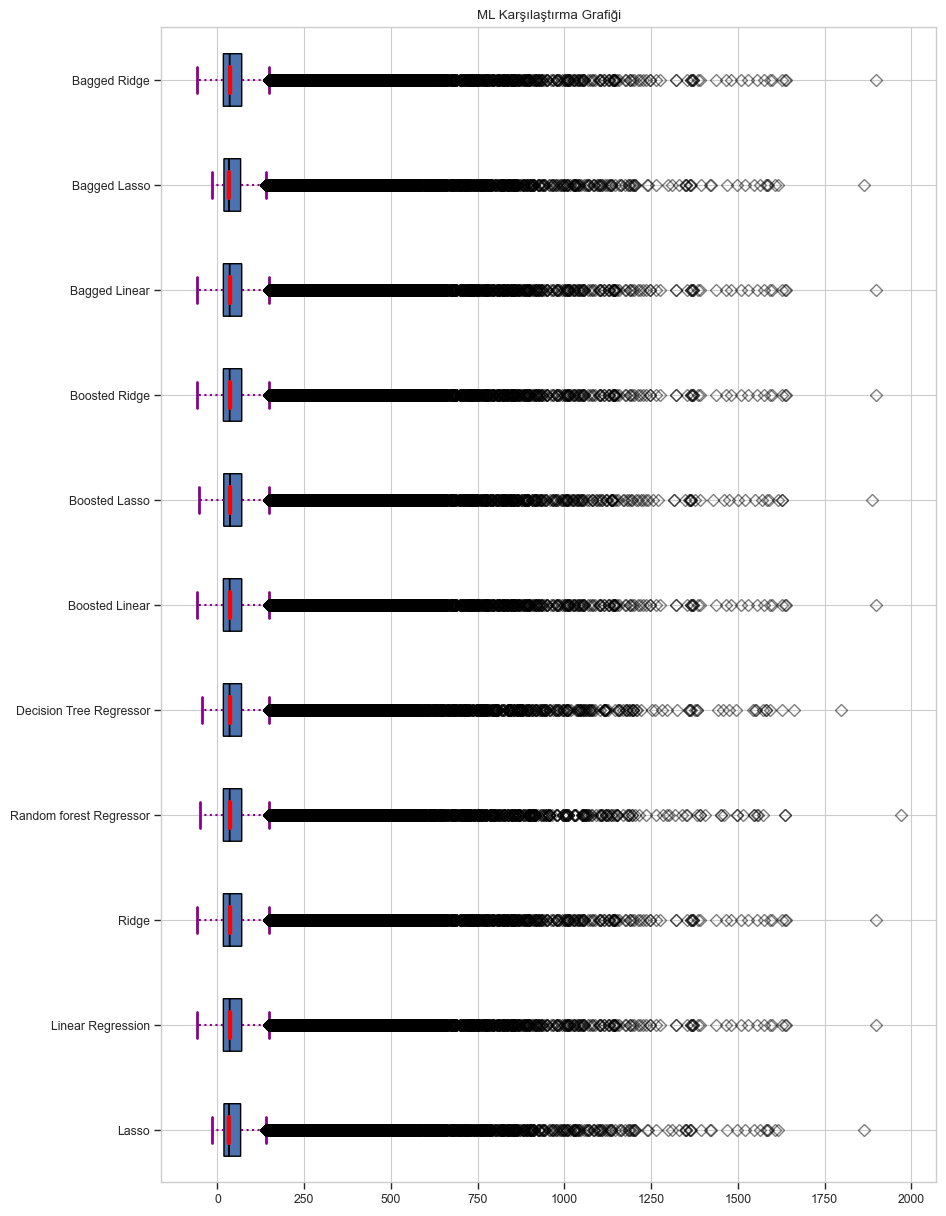 ML Karşılaştırma Grafiği
Bagged Ridge
Bagged Lasso
Bagged Linear
Boosted Ridge
Boosted Lasso
Boosted Linear
Decision Tree Regressor
Random forest Regressor
Ridge
Linear Regression
Lasso
0 250 500 750 1000 1250 1500 1750 2000